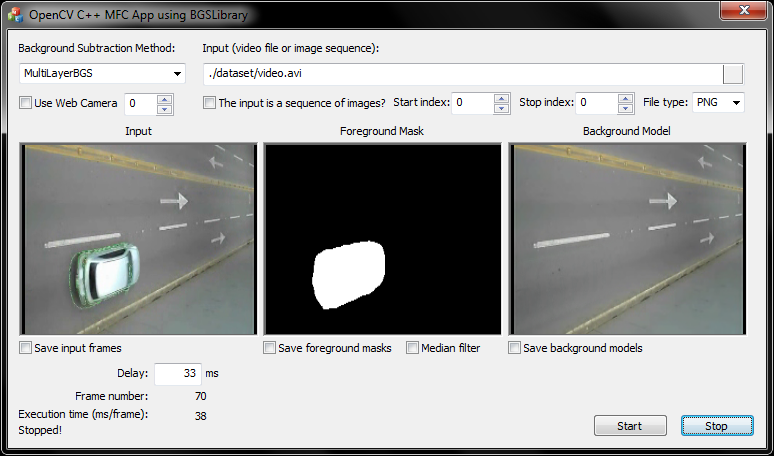 OpenCV C++ MFC App using BGSLibrary
Background Subtraction Method: Input (video file or image sequence):
MultiLayerBGS ./dataset/video.avi
Use Web Camera 0 The input is a sequence of images? Start index: 0 Stop index: 0 File type: PNG
Input Foreground Mask Background Model
Save input frames Save foreground masks Median filter Save background models
Delay: 33 ms
Frame number: 70
Execution time (ms/frame): 38
Stopped!
Start Stop